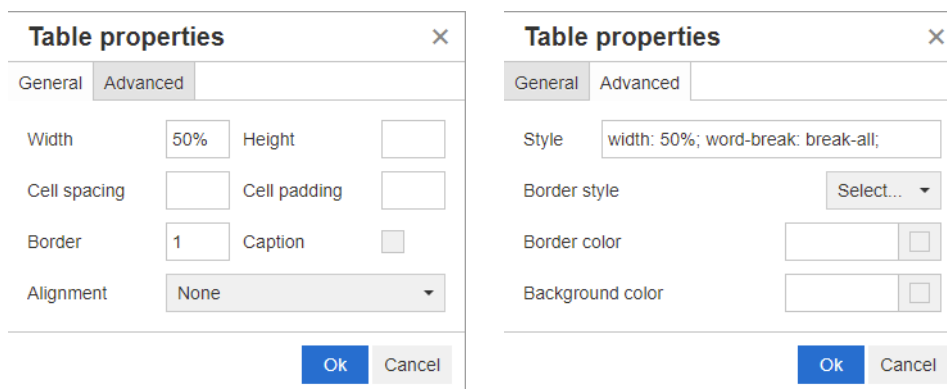 Table properties ×
General Advanced
Width 50% Height
Cell spacing Cell padding
Border 1 Caption
Alignment None
Ok Cancel
Table properties ×
General Advanced
Style width: 50%; word-break: break-all;
Border style Select...
Border color
Background color
Ok Cancel